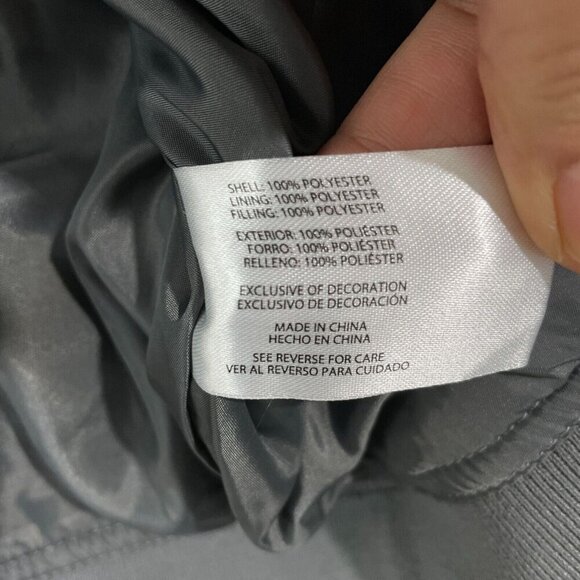 SHELL: 100% POLYESTER
LINING: 100% POLYESTER
FILLING: 100% POLYESTER
EXTERIOR: 100% POLIÉSTER
FORRO: 100% POLIÉSTER
RELLENO: 100% POLIÉSTER
EXCLUSIVE OF DECORATION
EXCLUSIVO DE DECORACIÓN
MADE IN CHINA
HECHO EN CHINA
SEE REVERSE FOR CARE
VER AL REVERSO PARA CUIDADO